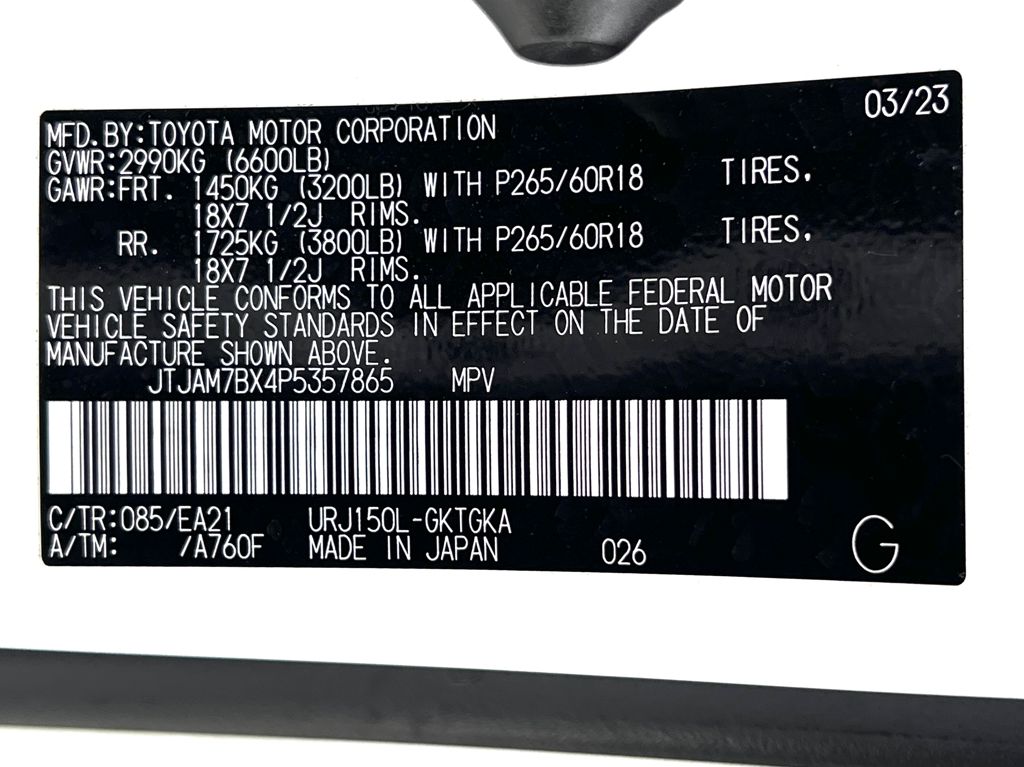 03/23
MFD.BY:TOYOTA MOTOR CORPORATION
GVWR:2990KG (6600LB)
GAWR:FRT. 1450KG (3200LB) WITH P265/60R18 TIRES.
18X7 1/2J RIMS.
RR. 1725KG (3800LB) WITH P265/60R18 TIRES.
18X7 1/2J RIMS.
THIS VEHICLE CONFORMS TO ALL APPLICABLE FEDERAL MOTOR
VEHICLE SAFETY STANDARDS IN EFFECT ON THE DATE OF
MANUFACTURE SHOWN ABOVE.
JTJAM7BX4P5357865 MPV
C/TR:085/EA21 URJ150L-GKTGKA
A/TM: /A760F MADE IN JAPAN 026 G